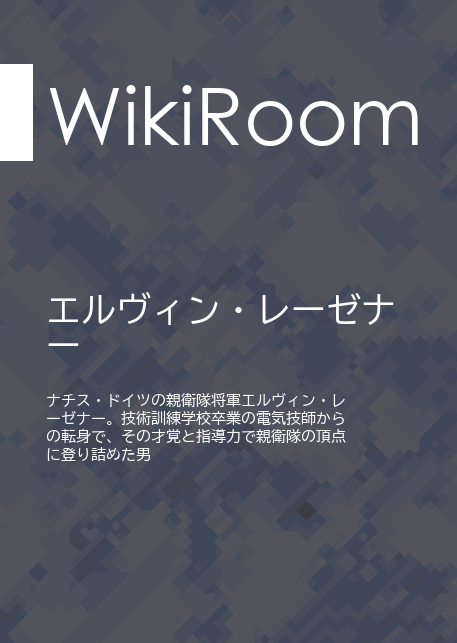 WikiRoom
エルヴィン・レーゼナ
ー
ナチス・ドイツの親衛隊将軍エルヴィン・レ
ーゼナー。技術訓練学校卒業の電気技師から
の転身で、その才覚と指導力で親衛隊の頂点
に登り詰めた男